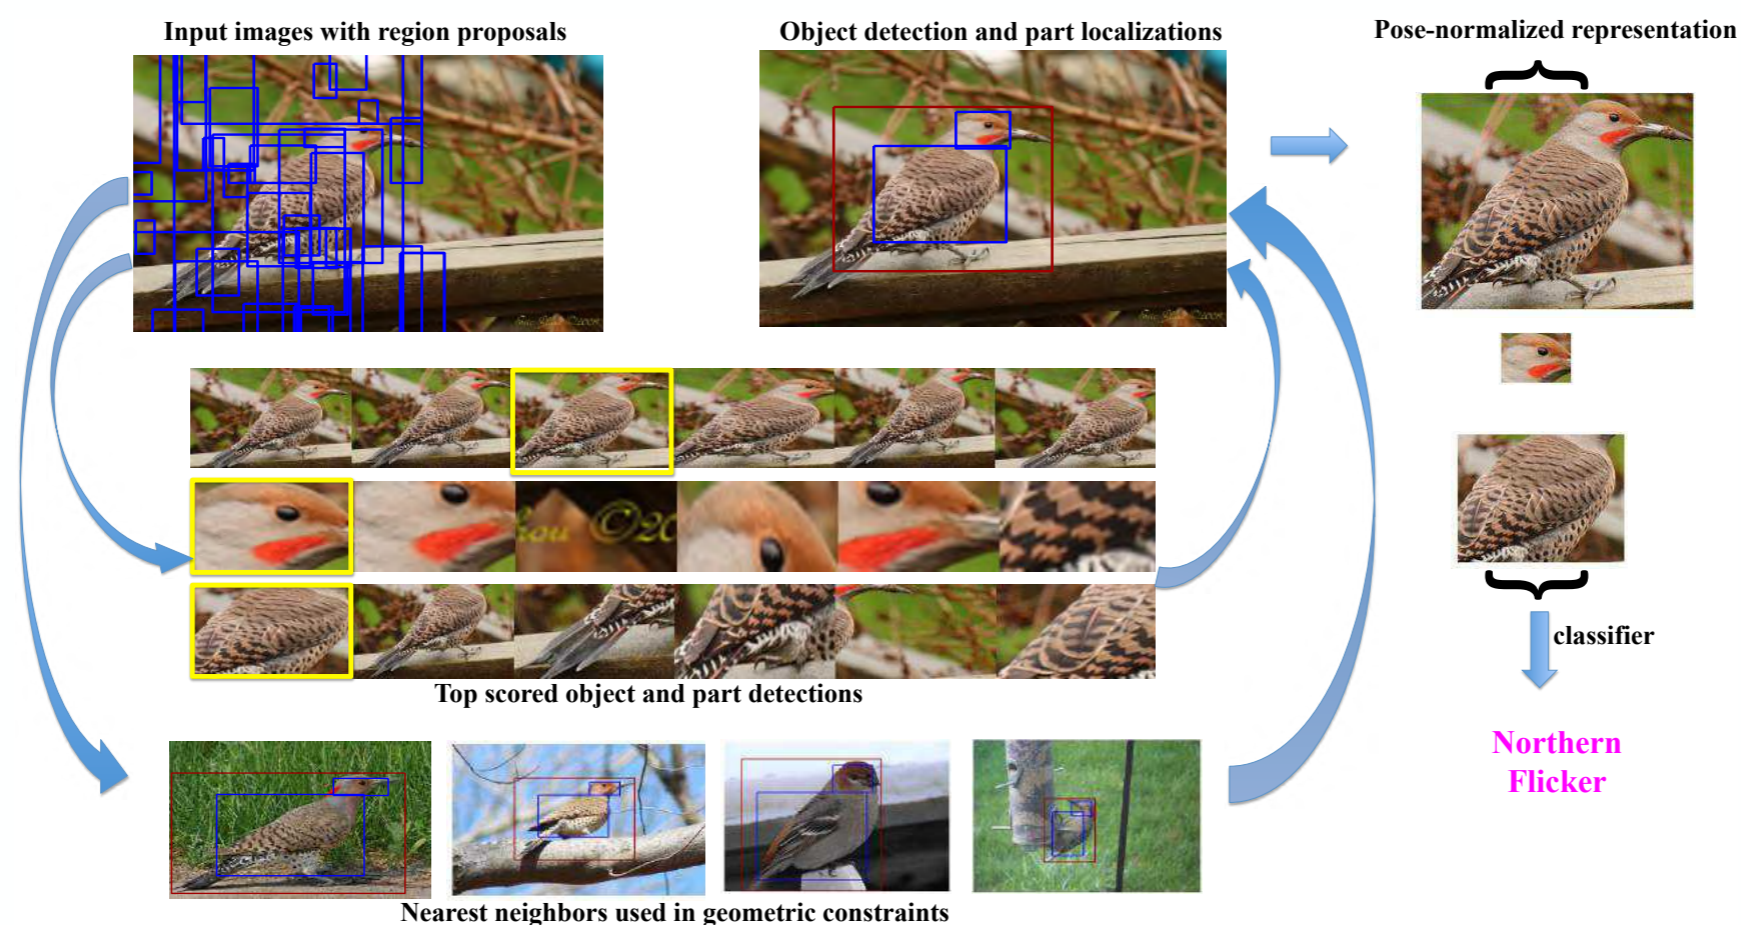 Input images with region proposals
Object detection and part localizations
Pose-normalized representation
©20
Top scored object and part detections
Nearest neighbors used in geometric constraints
classifier
Northern
Flicker